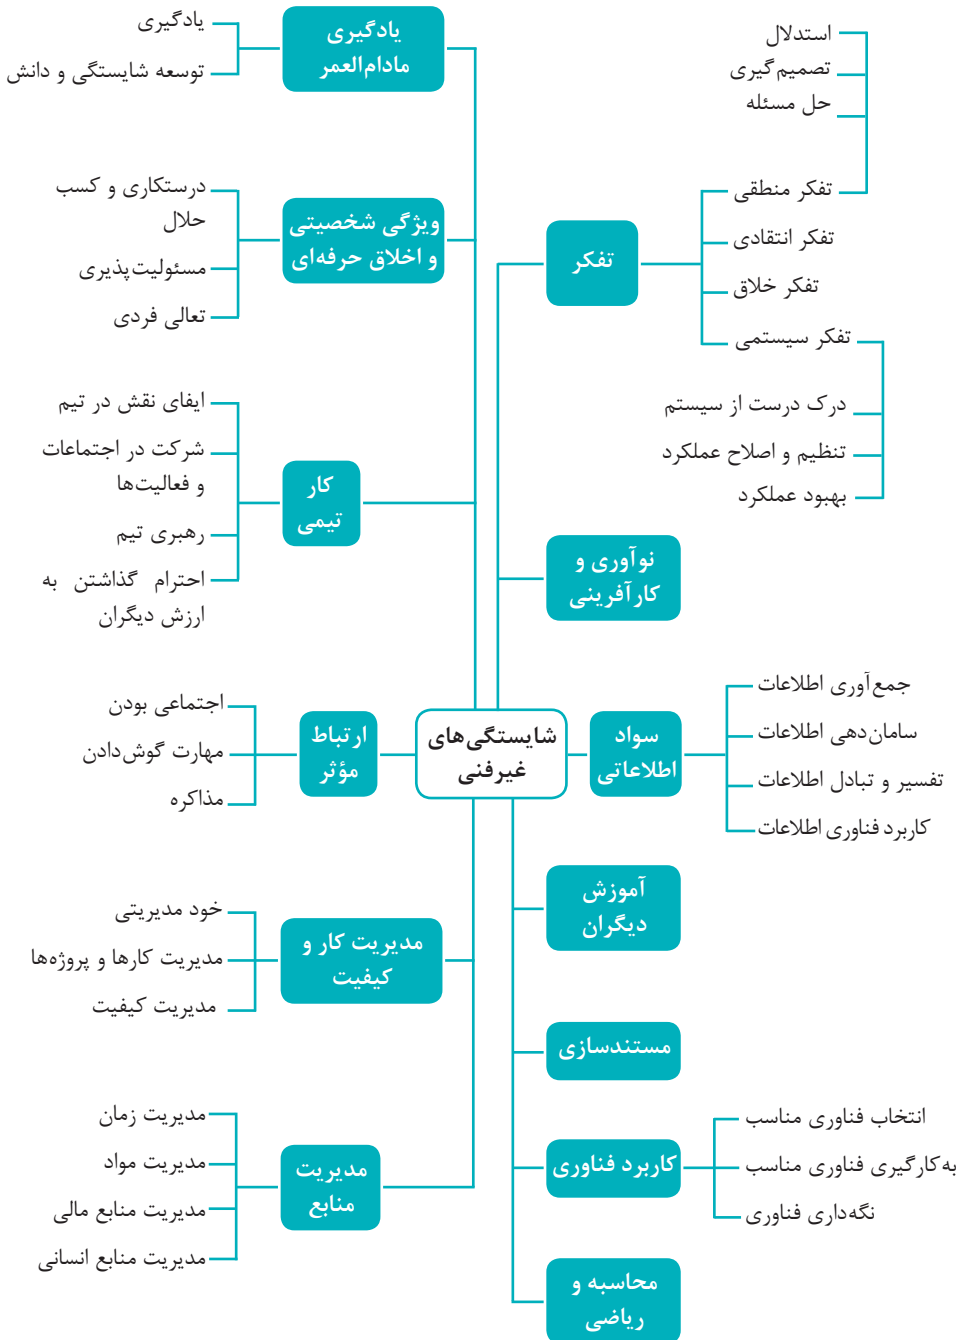 شایستگی‌های
غیرفنی
تفکر
استدلال
تصمیم‌گیری
حل مسئله
تفکر منطقی
تفکر انتقادی
تفکر خلاق
تفکر سیستمی
درک درست از سیستم
تنظیم و اصلاح عملکرد
بهبود عملکرد
نوآوری و
کارآفرینی
سواد
اطلاعاتی
جمع‌آوری اطلاعات
سامان‌دهی اطلاعات
تفسیر و تبادل اطلاعات
کاربرد فناوری اطلاعات
آموزش
دیگران
مستندسازی
کاربرد فناوری
انتخاب فناوری مناسب
به‌کارگیری فناوری مناسب
نگه‌داری فناوری
محاسبه و
ریاضی
یادگیری
مادام‌العمر
یادگیری
توسعه شایستگی و دانش
ویژگی شخصیتی
و اخلاق حرفه‌ای
درستکاری و کسب
حلال
مسئولیت‌پذیری
تعالی فردی
کار
تیمی
ایفای نقش در تیم
شرکت در اجتماعات
و فعالیت‌ها
رهبری تیم
احترام گذاشتن به
ارزش دیگران
ارتباط
مؤثر
اجتماعی بودن
مهارت گوش‌دادن
مذاکره
مدیریت کار و
کیفیت
خود مدیریتی
مدیریت کارها و پروژه‌ها
مدیریت کیفیت
مدیریت
منابع
مدیریت زمان
مدیریت مواد
مدیریت منابع مالی
مدیریت منابع انسانی